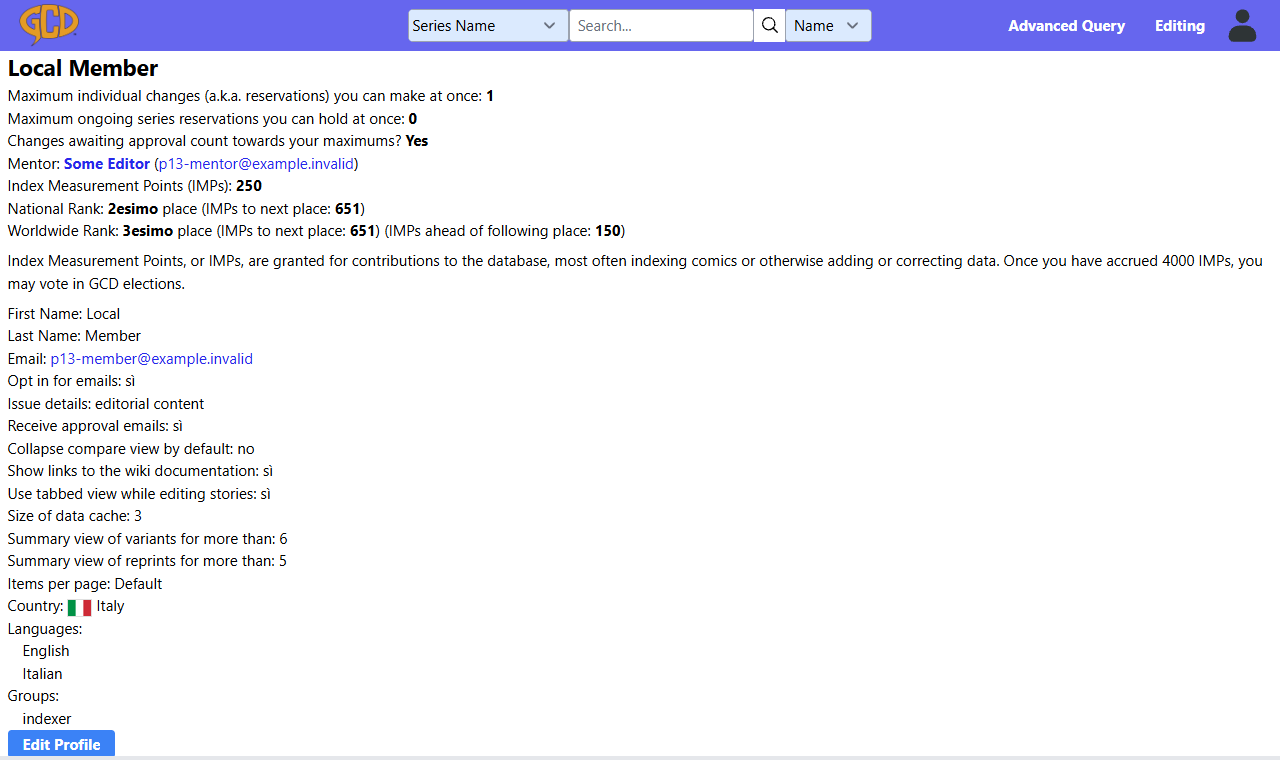 GCD
Series Name Search... Name Advanced Query Editing
Local Member
Maximum individual changes (a.k.a. reservations) you can make at once: 1
Maximum ongoing series reservations you can hold at once: 0
Changes awaiting approval count towards your maximums? Yes
Mentor: Some Editor (p13-mentor@example.invalid)
Index Measurement Points (IMPs): 250
National Rank: 2esimo place (IMPs to next place: 651)
Worldwide Rank: 3esimo place (IMPs to next place: 651) (IMPs ahead of following place: 150)
Index Measurement Points, or IMPs, are granted for contributions to the database, most often indexing comics or otherwise adding or correcting data. Once you have accrued 4000 IMPs, you
may vote in GCD elections.
First Name: Local
Last Name: Member
Email: p13-member@example.invalid
Opt in for emails: sì
Issue details: editorial content
Receive approval emails: sì
Collapse compare view by default: no
Show links to the wiki documentation: sì
Use tabbed view while editing stories: sì
Size of data cache: 3
Summary view of variants for more than: 6
Summary view of reprints for more than: 5
Items per page: Default
Country: Italy
Languages:
English
Italian
Groups:
indexer
Edit Profile